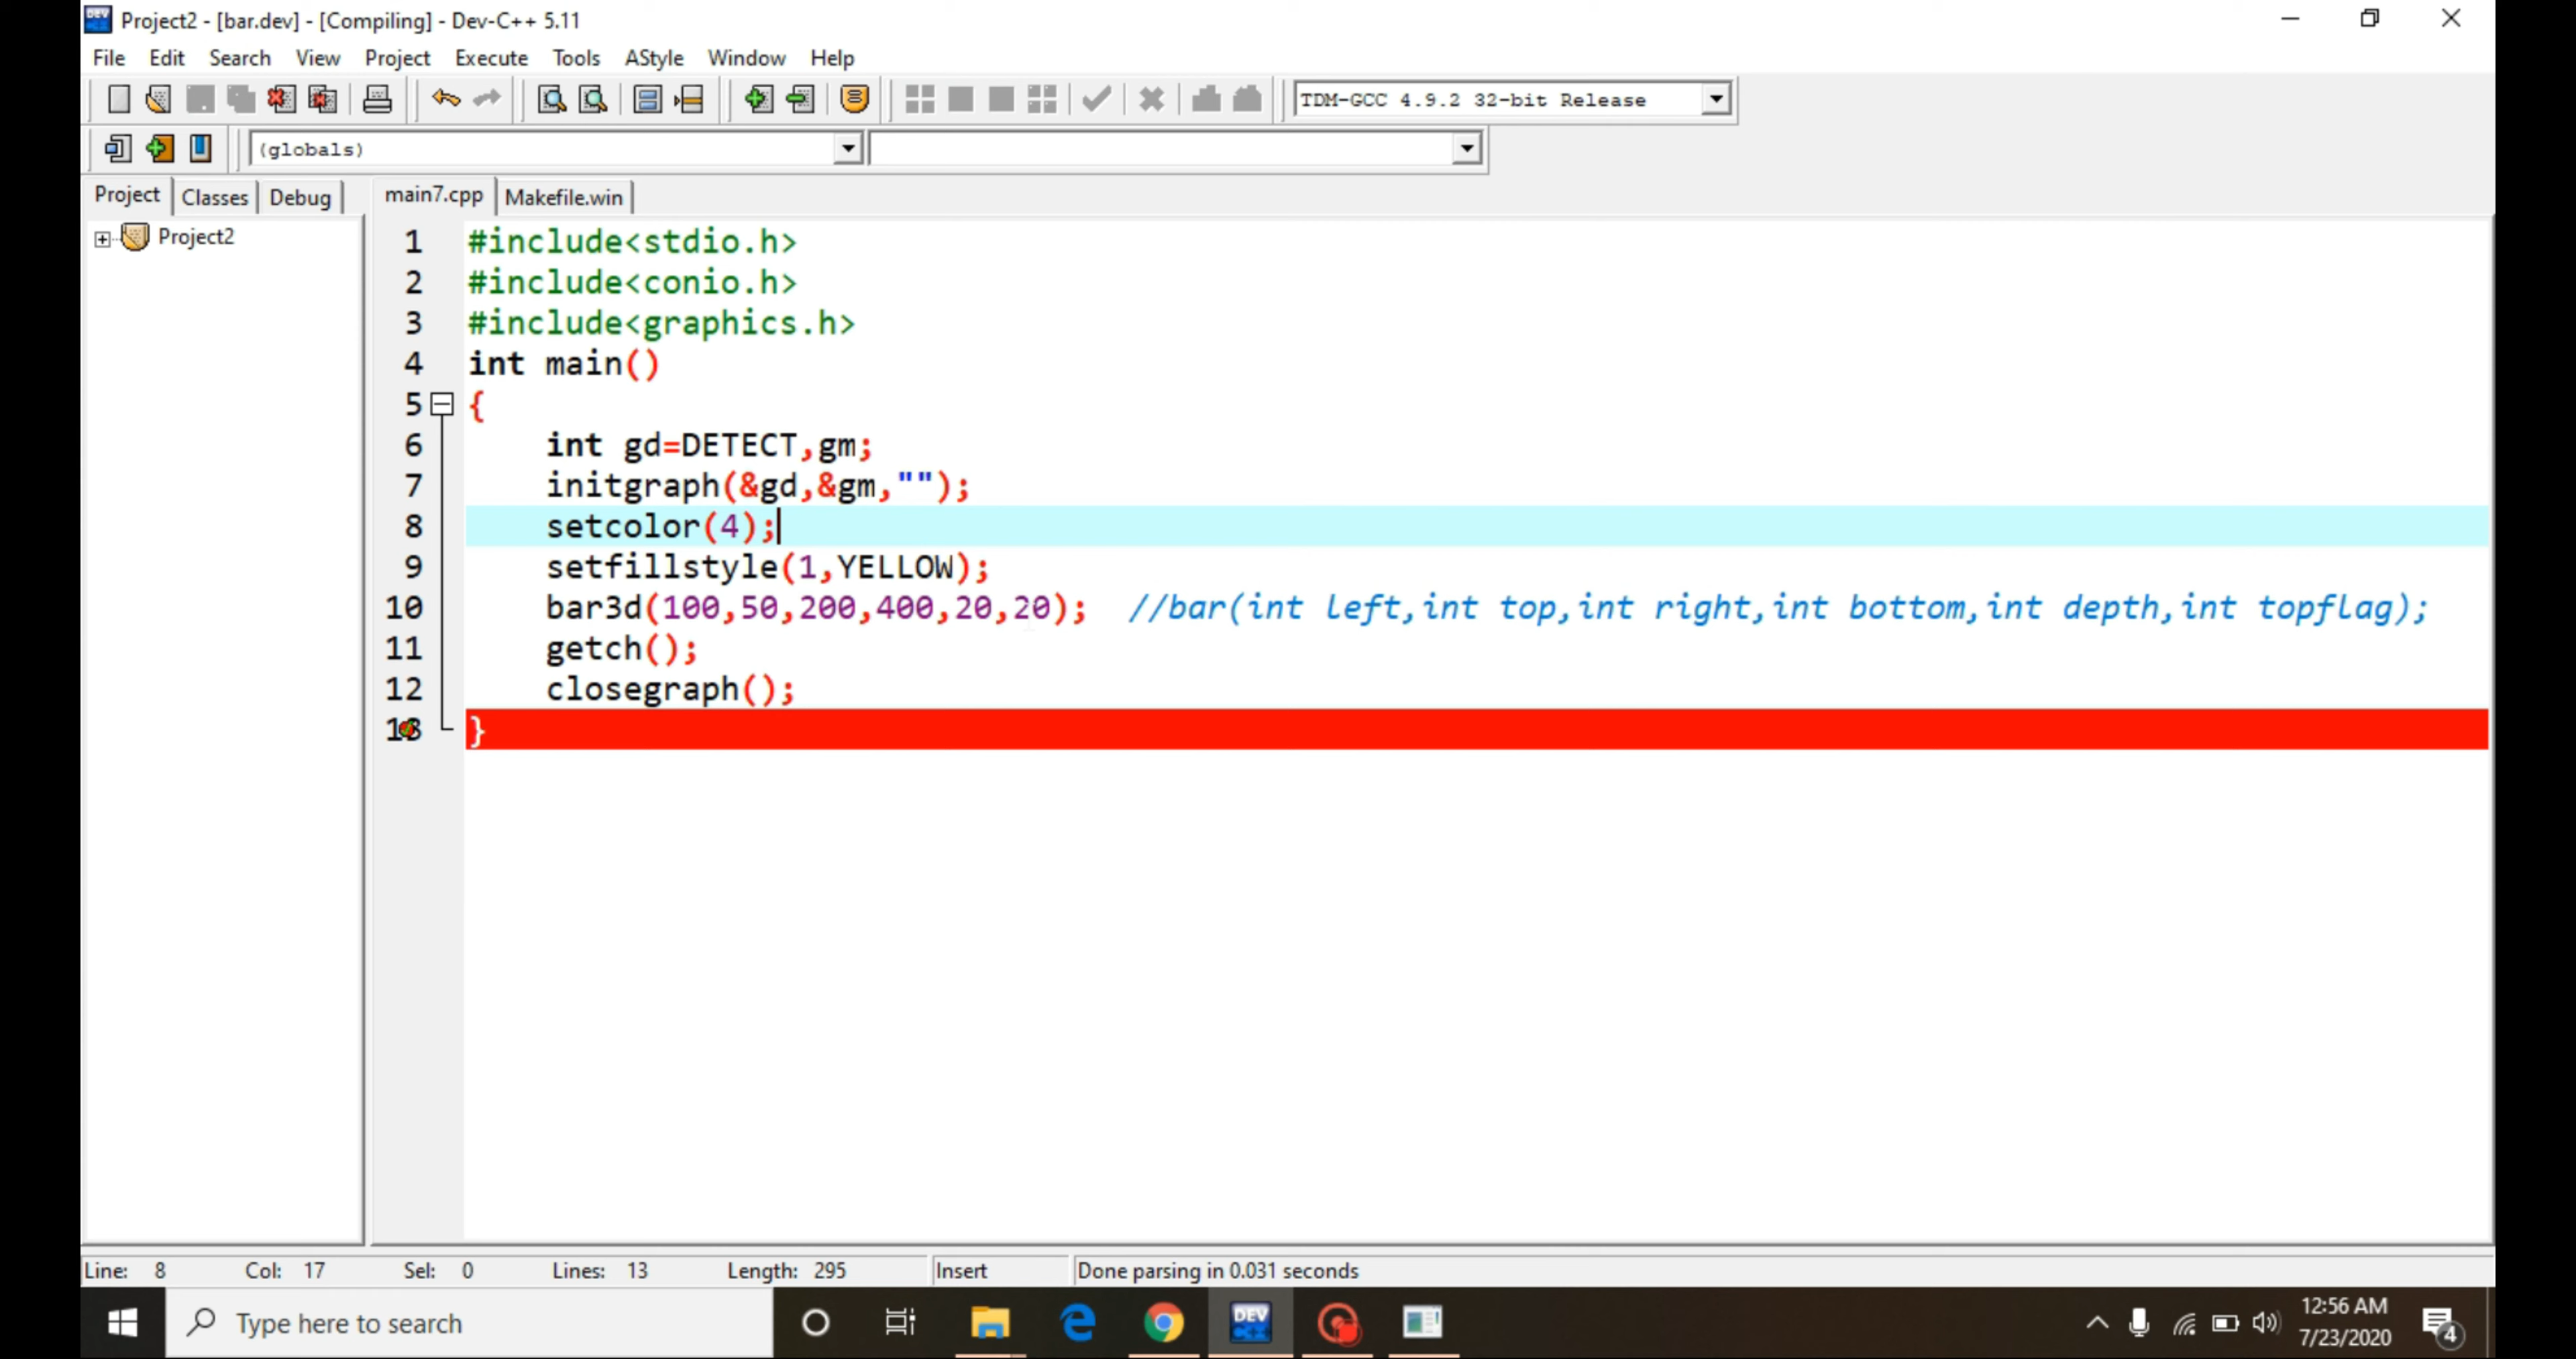 Project2 - [bar.dev] - [Compiling] - Dev-C++ 5.11
File Edit Search View Project Execute Tools AStyle Window Help
TDM-GCC 4.9.2 32-bit Release
(globals)
Project Classes Debug main7.cpp Makefile.win
Project2
1 #include<stdio.h>
2 #include<conio.h>
3 #include<graphics.h>
4 int main()
5 {
6 int gd=DETECT,gm;
7 initgraph(&gd,&gm,"");
8 setcolor(4);
9 setfillstyle(1,YELLOW);
10 bar3d(100,50,200,400,20,20); //bar(int left,int top,int right,int bottom,int depth,int topflag);
11 getch();
12 closegraph();
13 }
Line: 8 Col: 17 Sel: 0 Lines: 13 Length: 295 Insert Done parsing in 0.031 seconds
Type here to search
DEV C++
12:56 AM
7/23/2020
4